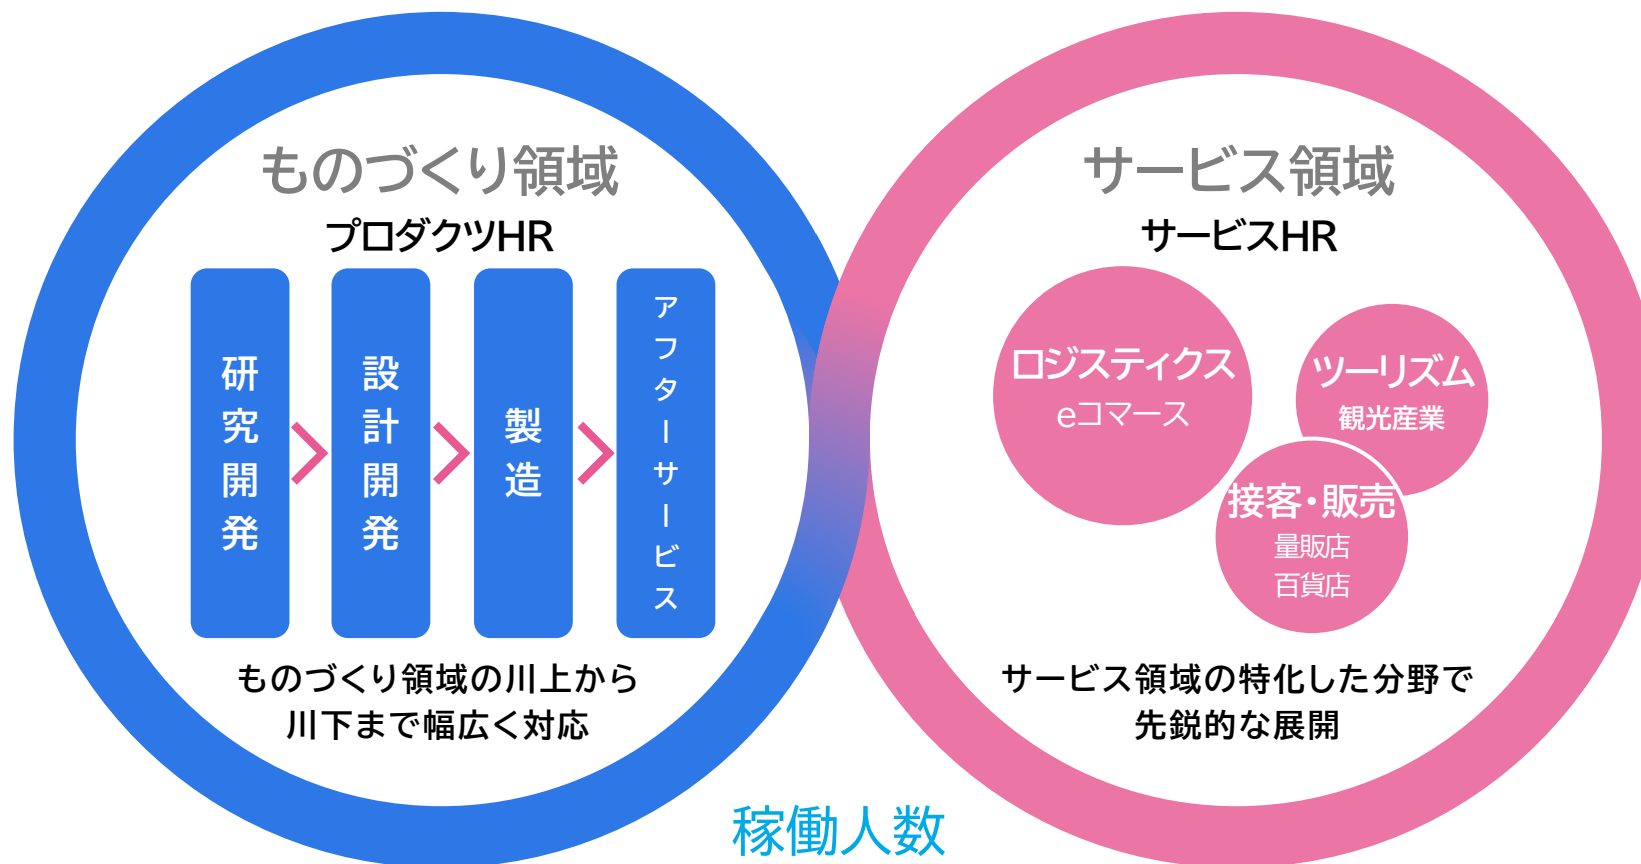 ものづくり領域
プロダクツHR
研究開発
設計開発
製造
アフターサービス
ものづくり領域の川上から
川下まで幅広く対応
サービス領域
サービスHR
ロジスティクス
eコマース
ツーリズム
観光産業
接客・販売
量販店
百貨店
サービス領域の特化した分野で
先鋭的な展開
稼働人数